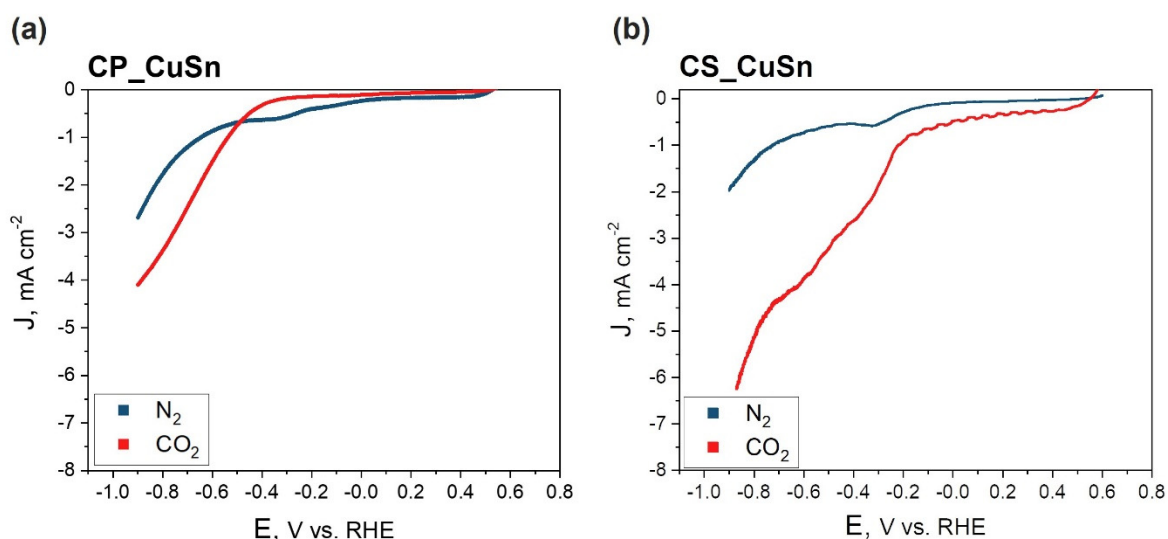 (a)
CP_CuSn
0
-1
-2
-3
-4
-5
-6
-7
-8
J, mA cm⁻²
N₂
CO₂
-1.0 -0.8 -0.6 -0.4 -0.2 -0.0 0.2 0.4 0.6 0.8
E, V vs. RHE
(b)
CS_CuSn
0
-1
-2
-3
-4
-5
-6
-7
-8
J, mA cm⁻²
N₂
CO₂
-1.0 -0.8 -0.6 -0.4 -0.2 -0.0 0.2 0.4 0.6 0.8
E, V vs. RHE